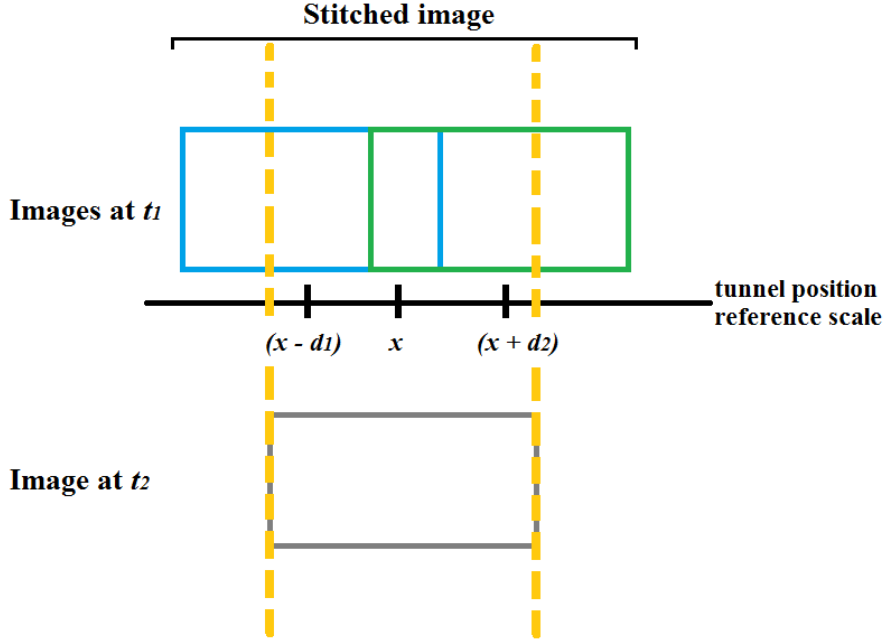 Stitched image
Images at t1
tunnel position
reference scale
(x - d1)
x
(x + d2)
Image at t2